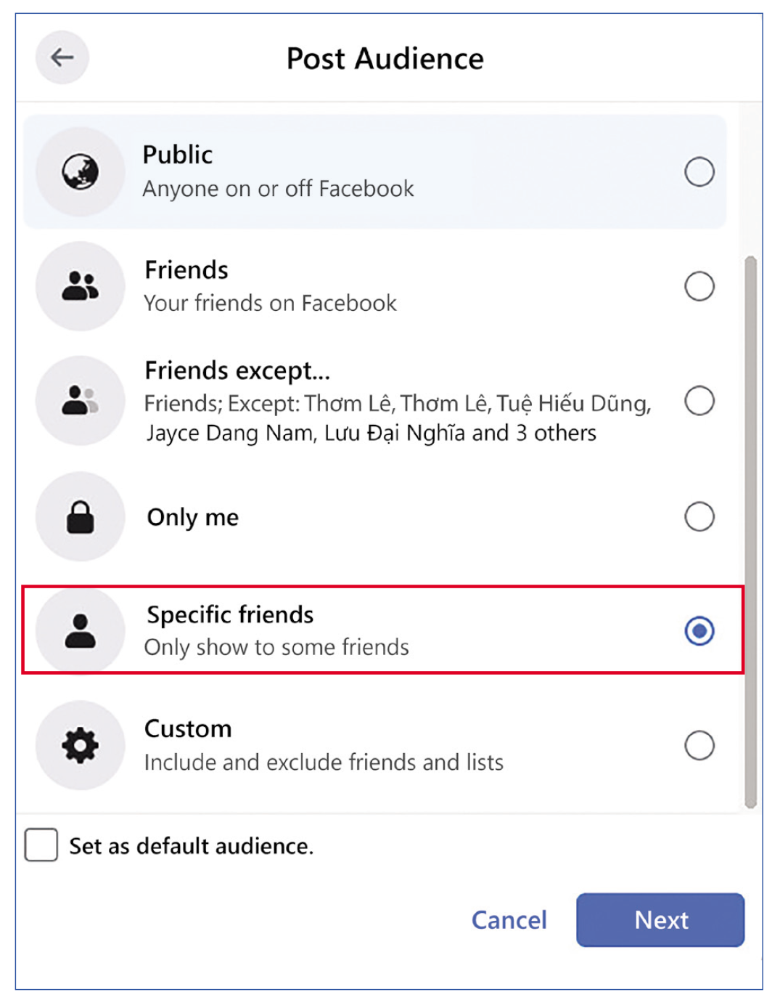 Post Audience
Public
Anyone on or off Facebook
Friends
Your friends on Facebook
Friends except...
Friends; Except: Thơm Lê, Thơm Lê, Tuệ Hiếu Dũng,
Jayce Dang Nam, Lưu Đại Nghĩa and 3 others
Only me
Specific friends
Only show to some friends
Custom
Include and exclude friends and lists
Set as default audience.
Cancel
Next